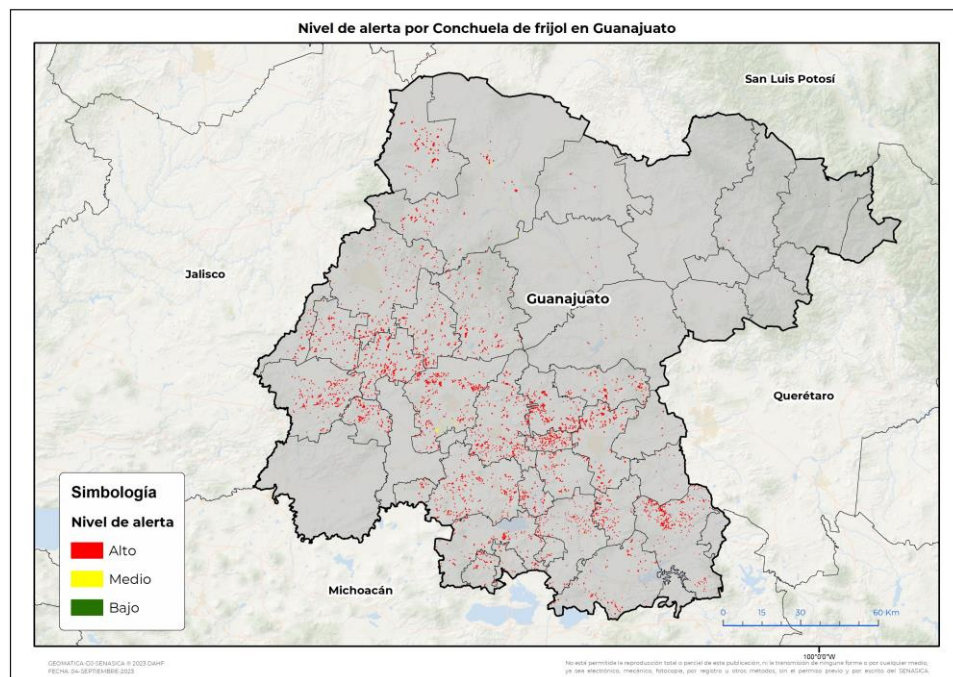 Nivel de alerta por Conchuela de frijol en Guanajuato
San Luis Potosí
Jalisco
Guanajuato
Querétaro
Michoacán
Simbología
Nivel de alerta
Alto
Medio
Bajo
0 15 30 60 Km
100°0'0"W
GEOMATICA-CG-SENASICA © 2023 DAHF
FECHA: 04-SEPTIEMBRE-2023
No está permitida la reproducción total o parcial de esta publicación, ni la transmisión de ninguna forma o por cualquier medio,
ya sea electrónico, mecánico, fotocopia, por registro u otros métodos, sin el permiso previo y por escrito del SENASICA.